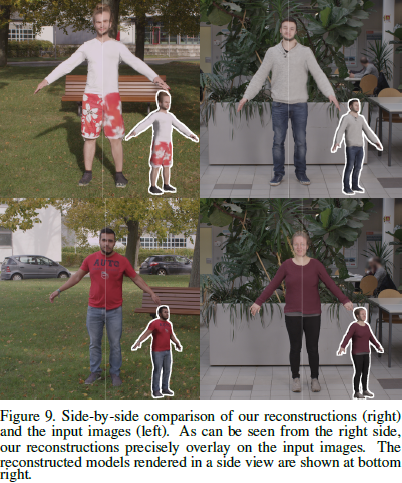 AUTO
Figure 9. Side-by-side comparison of our reconstructions (right)
and the input images (left). As can be seen from the right side,
our reconstructions precisely overlay on the input images. The
reconstructed models rendered in a side view are shown at bottom
right.